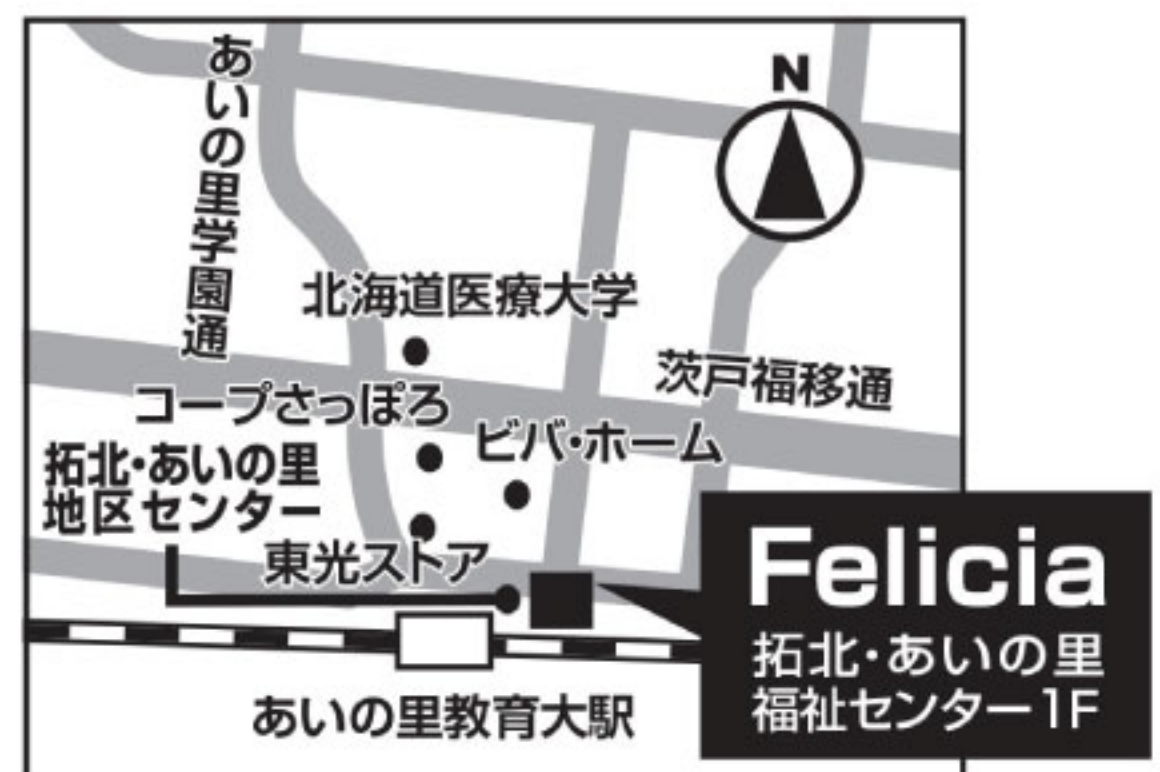 あいの里学園通
N
北海道医療大学
茨戸福移通
コープさっぽろ
ビバ・ホーム
拓北・あいの里
地区センター
東光ストア
Felicia
拓北・あいの里
福祉センター1F
あいの里教育大駅